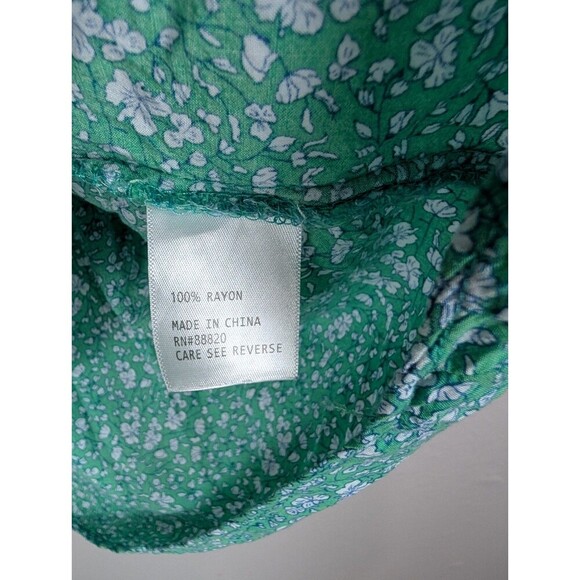 100% RAYON
MADE IN CHINA
RN#88820
CARE SEE REVERSE